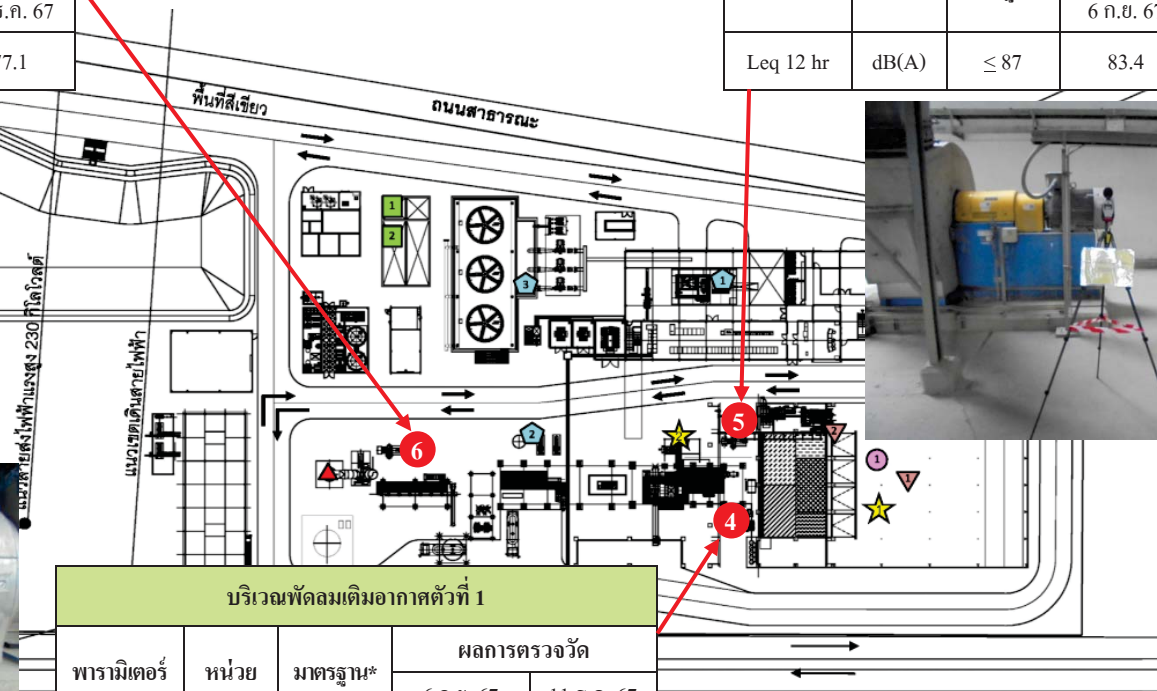 6 ก.ย. 67
Leq 12 hr dB(A) ≤ 87 83.4
พื้นที่สีเขียว
ถนนสาธารณะ
แนวสายส่งไฟฟ้าแรงสูง 230 กิโลโวลต์
แนวเขตเดินสายไฟฟ้า
1
2
3
1
2
2
5
2
6
1
1
1
4
บริเวณพัดลมเติมอากาศตัวที่ 1
พารามิเตอร์ หน่วย มาตรฐาน* ผลการตรวจวัด